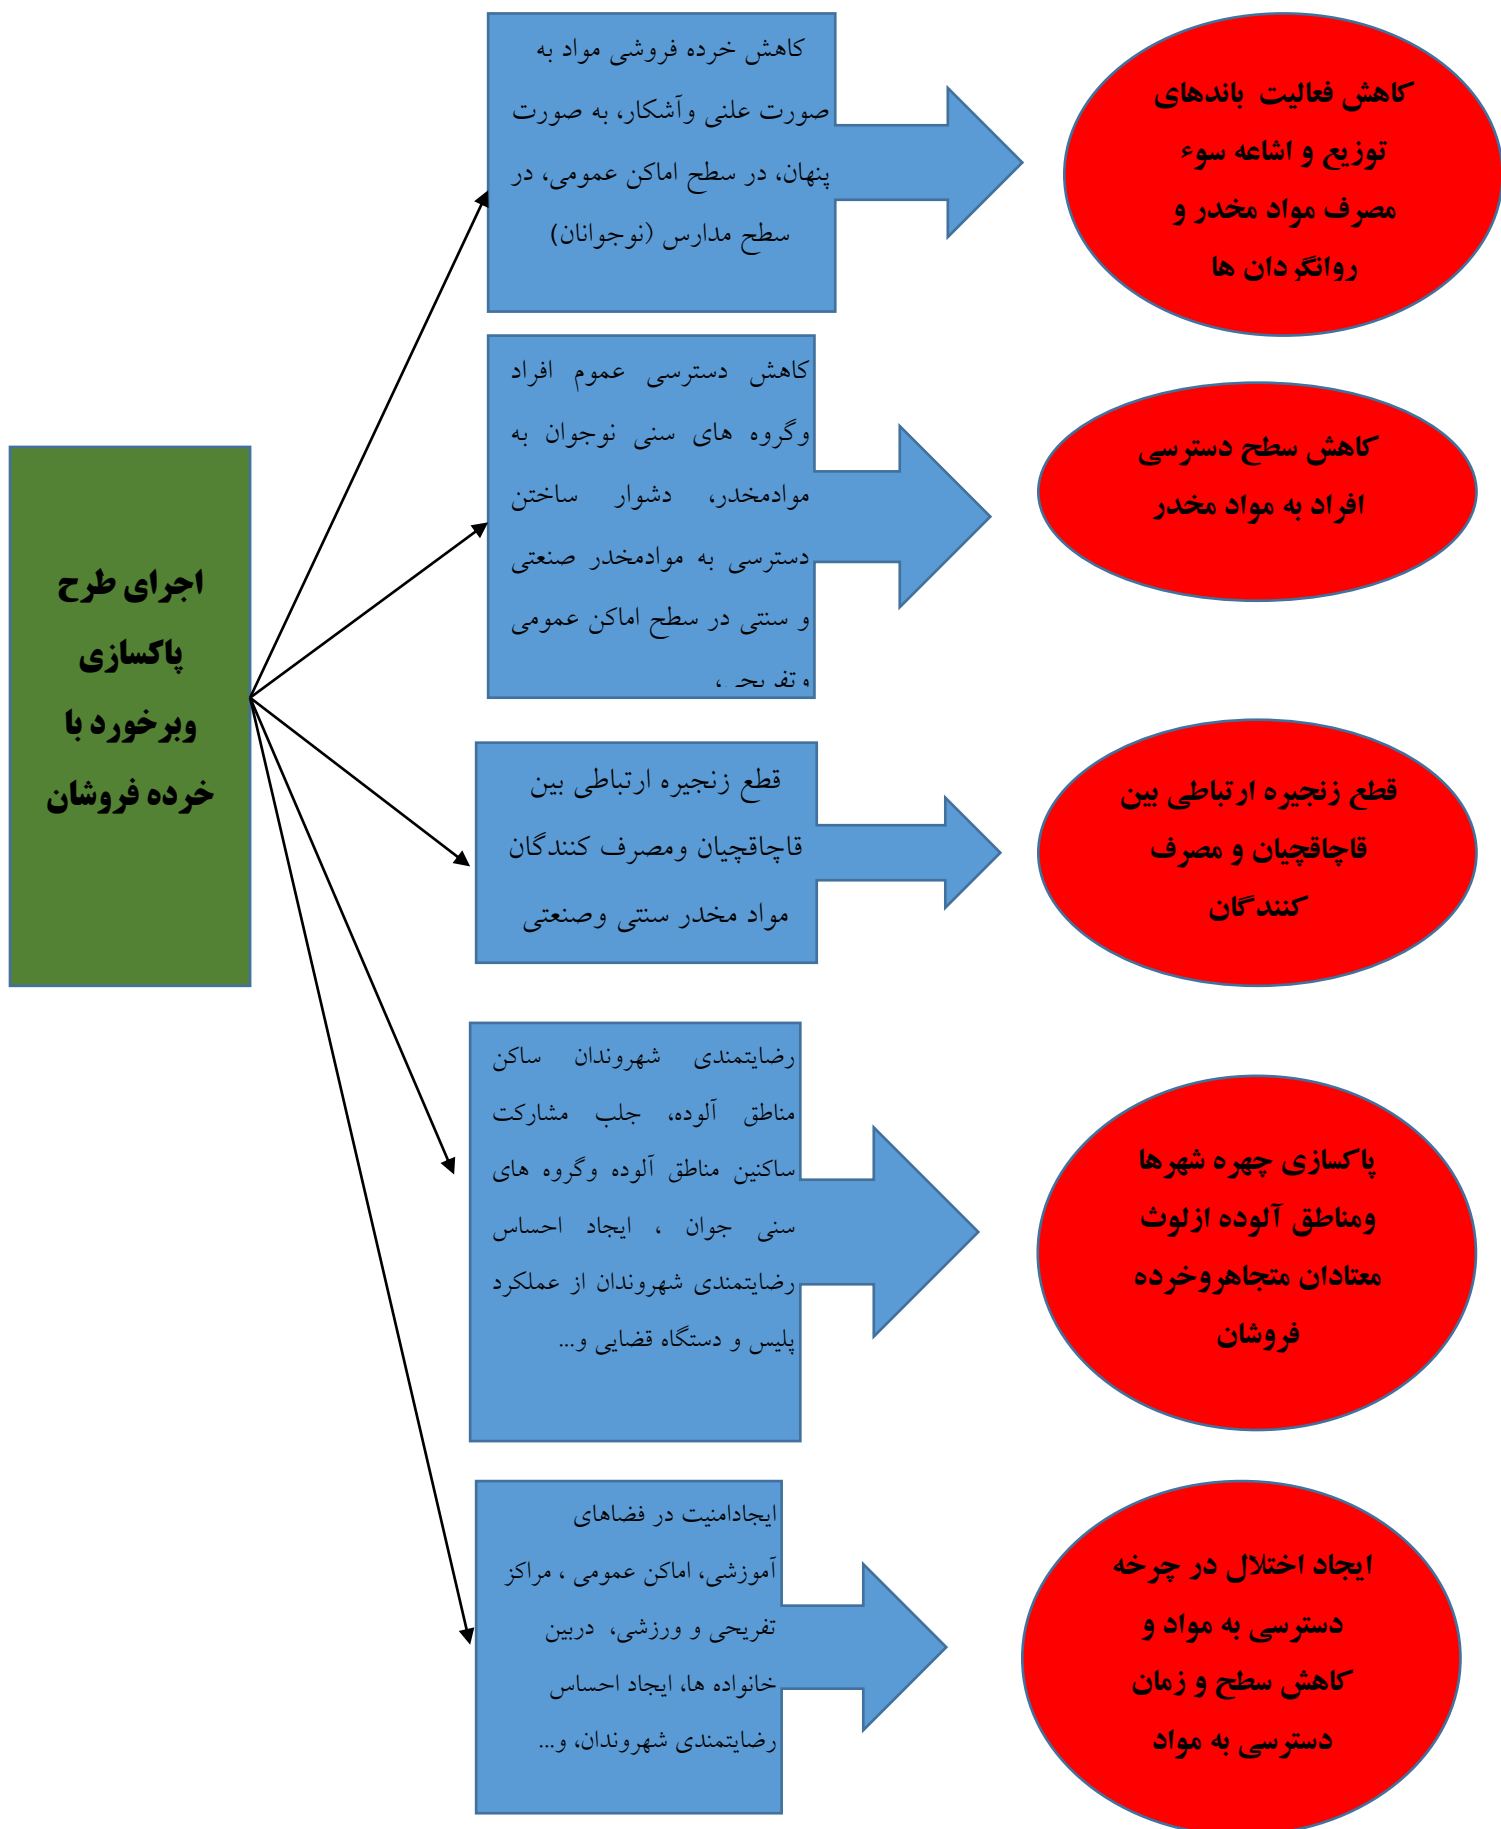 کاهش خرده فروشی مواد به
صورت علنی وآشکار، به صورت
پنهان، در سطح اماکن عمومی، در
سطح مدارس (نوجوانان)
کاهش فعالیت باندهای
توزیع و اشاعه سوء
مصرف مواد مخدر و
روانگردان ها
کاهش دسترسی عموم افراد
وگروه های سنی نوجوان به
موادمخدر، دشوار ساختن
دسترسی به موادمخدر صنعتی
و سنتی در سطح اماکن عمومی
وتفریحی ،
کاهش سطح دسترسی
افراد به مواد مخدر
اجرای طرح
پاکسازی
وبرخورد با
خرده فروشان
قطع زنجیره ارتباطی بین
قاچاقچیان ومصرف کنندگان
مواد مخدر سنتی وصنعتی
قطع زنجیره ارتباطی بین
قاچاقچیان و مصرف
کنندگان
رضایتمندی شهروندان ساکن
مناطق آلوده، جلب مشارکت
ساکنین مناطق آلوده وگروه های
سنی جوان ، ایجاد احساس
رضایتمندی شهروندان از عملکرد
پلیس و دستگاه قضایی و...
پاکسازی چهره شهرها
ومناطق آلوده ازلوث
معتادان متجاهروخرده
فروشان
ایجادامنیت در فضاهای
آموزشی، اماکن عمومی ، مراکز
تفریحی و ورزشی، دربین
خانواده ها، ایجاد احساس
رضایتمندی شهروندان، و...
ایجاد اختلال در چرخه
دسترسی به مواد و
کاهش سطح و زمان
دسترسی به مواد